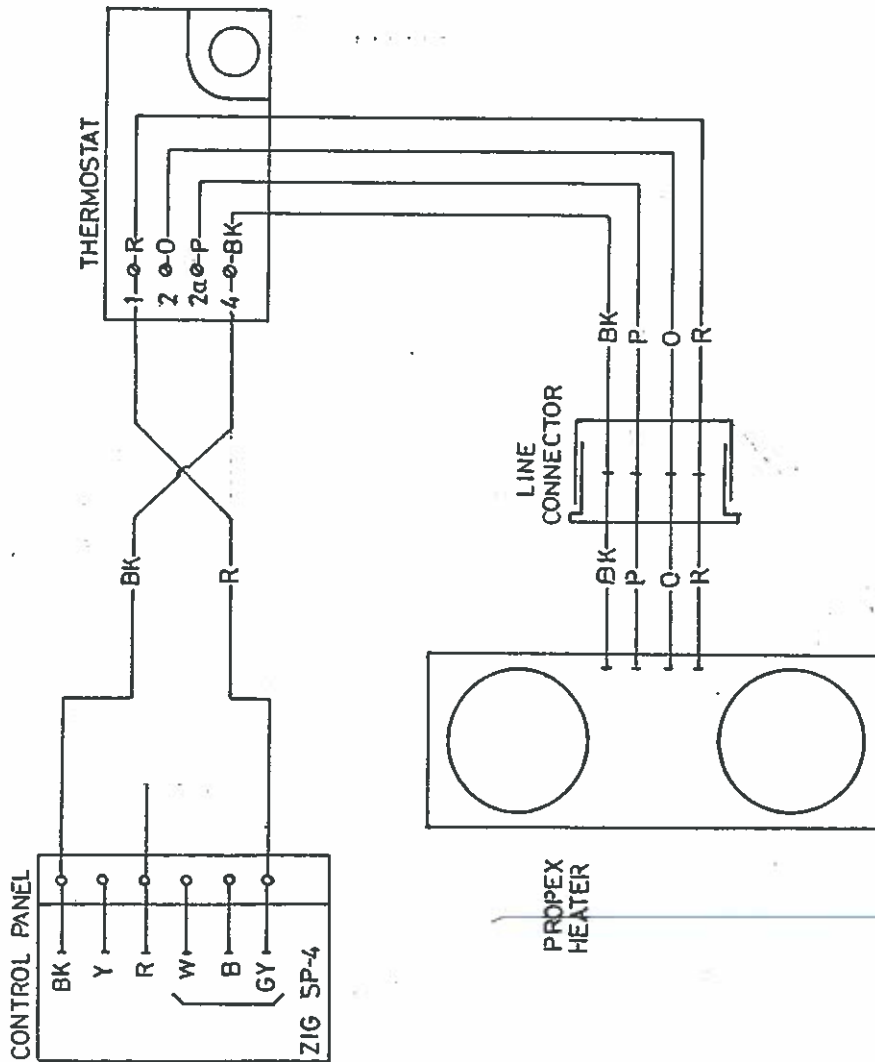 CONTROL PANEL
BK
Y
R
W
B
GY
ZIG SP-4
BK
R
THERMOSTAT
1 R
2 O
2a P
4 BK
LINE
CONNECTOR
BK
P
O
R
BK
P
O
R
PROPEX
HEATER